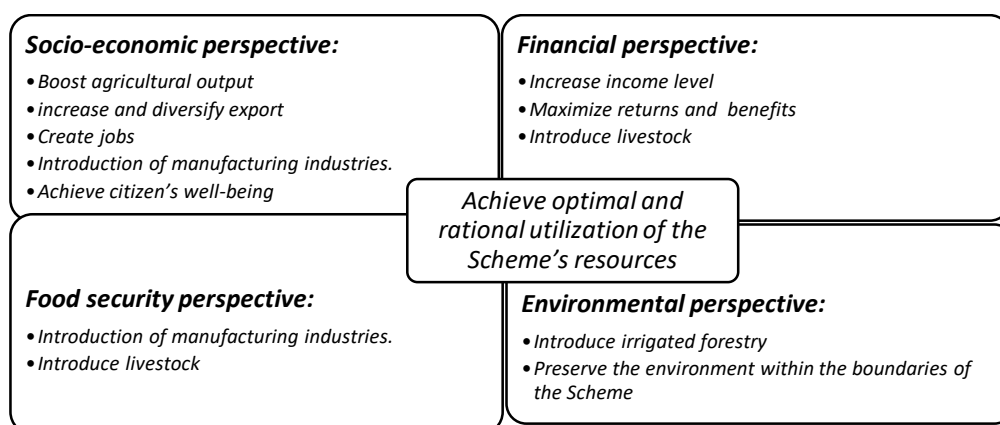 Socio-economic perspective:
•Boost agricultural output
•increase and diversify export
•Create jobs
•Introduction of manufacturing industries.
•Achieve citizen's well-being
Financial perspective:
•Increase income level
•Maximize returns and benefits
•Introduce livestock
Achieve optimal and
rational utilization of the
Scheme's resources
Food security perspective:
•Introduction of manufacturing industries.
•Introduce livestock
Environmental perspective:
•Introduce irrigated forestry
•Preserve the environment within the boundaries of
the Scheme